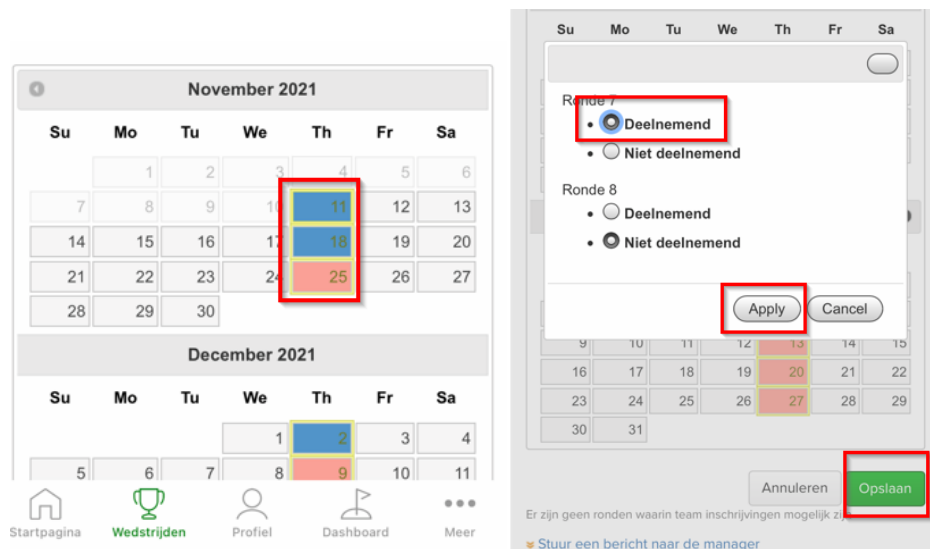 November 2021
Su Mo Tu We Th Fr Sa
1 2 3 4 5 6
7 8 9 10 11 12 13
14 15 16 17 18 19 20
21 22 23 24 25 26 27
28 29 30
December 2021
Su Mo Tu We Th Fr Sa
1 2 3 4
5 6 7 8 9 10 11
Startpagina Wedstrijden Profiel Dashboard Meer
Su Mo Tu We Th Fr Sa
Ronde 7
Deelnemend
Niet deelnemend
Ronde 8
Deelnemend
Niet deelnemend
Apply Cancel
9 10 11 12 13 14 15
16 17 18 19 20 21 22
23 24 25 26 27 28 29
30 31
Annuleren Opslaan
Er zijn geen ronden waarin team inschrijvingen mogelijk
Stuur een bericht naar de manager